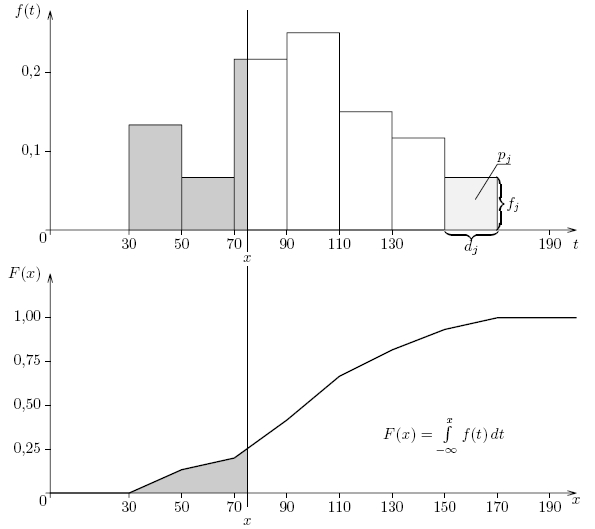 f(t)
0,2
0,1
p_j
f_j
0
30 50 70 90 110 130 190 t
x
d_j
F(x)
1,00
0,75
0,50
0,25
F(x) = ∫_{-∞}^{x} f(t) dt
0
30 50 70 90 110 130 150 170 190 x
x